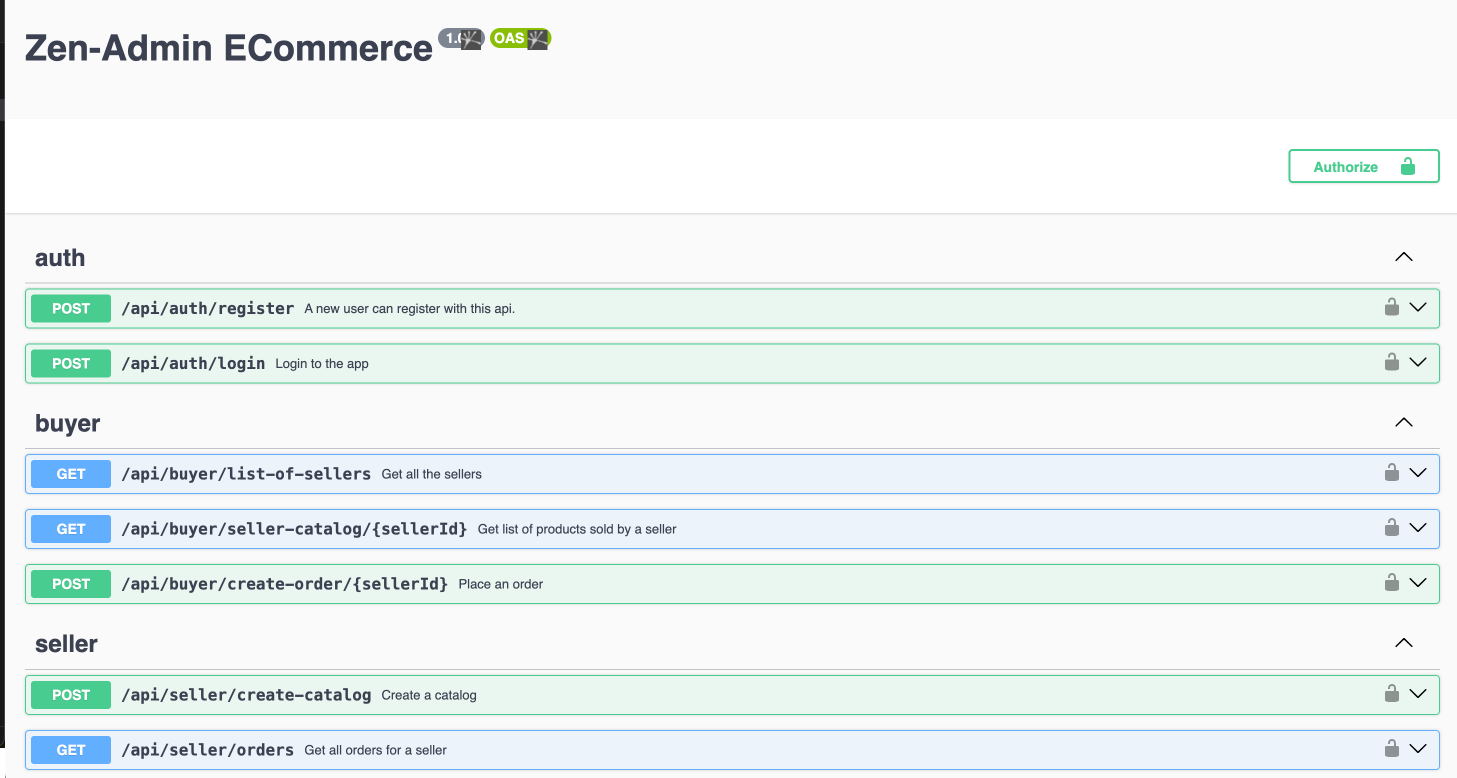 Zen-Admin ECommerce OAS
Authorize
auth
POST /api/auth/register A new user can register with this api.
POST /api/auth/login Login to the app
buyer
GET /api/buyer/list-of-sellers Get all the sellers
GET /api/buyer/seller-catalog/{sellerId} Get list of products sold by a seller
POST /api/buyer/create-order/{sellerId} Place an order
seller
POST /api/seller/create-catalog Create a catalog
GET /api/seller/orders Get all orders for a seller